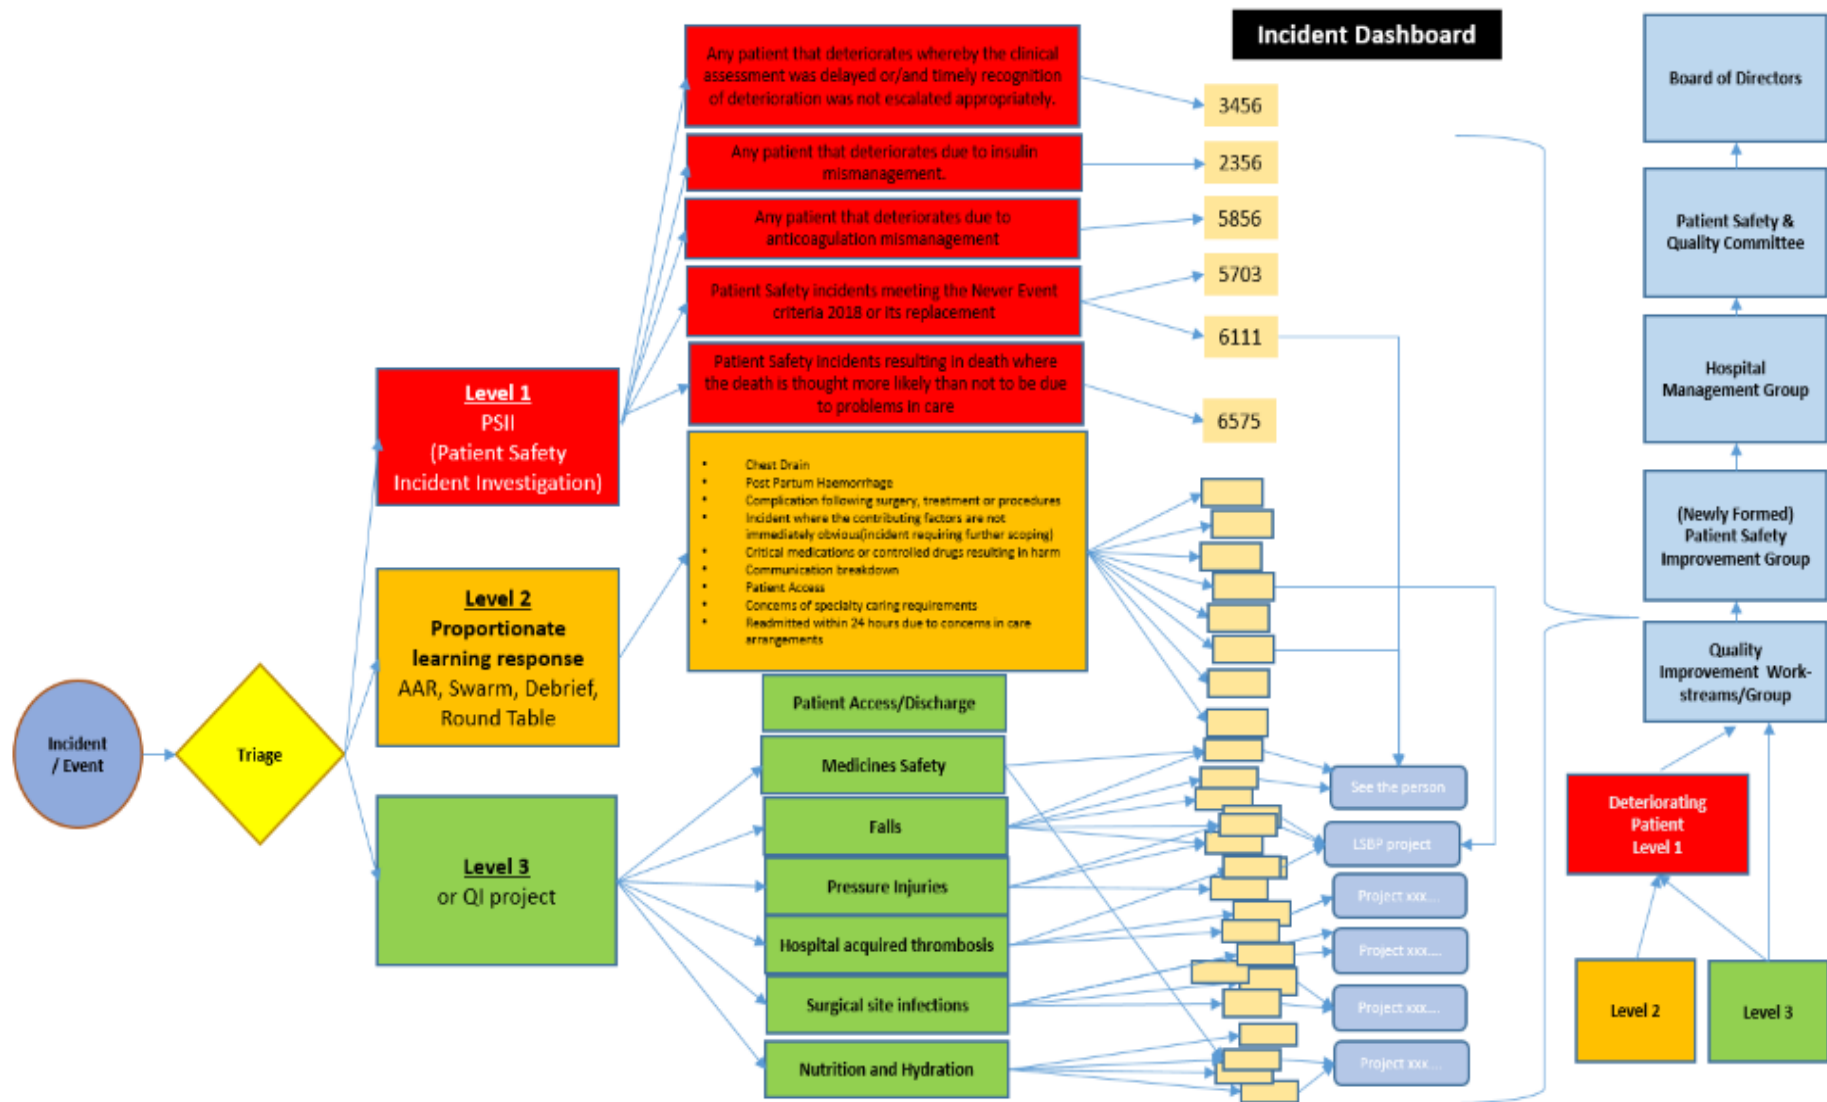 Incident Dashboard
Any patient that deteriorates whereby the clinical
assessment was delayed or/and timely recognition
of deterioration was not escalated appropriately.
Any patient that deteriorates due to insulin
mismanagement.
Any patient that deteriorates due to
anticoagulation mismanagement
Patient Safety incidents meeting the Never Event
criteria 2018 or its replacement
Patient Safety Incidents resulting in death where
the death is thought more likely than not to be due
to problems in care
3456
2356
5856
5703
6111
6575
Incident
/ Event
Triage
Level 1
PSII
(Patient Safety
Incident Investigation)
Level 2
Proportionate
learning response
AAR, Swarm, Debrief,
Round Table
Level 3
or QI project
• Chest Drain
• Post Partum Haemorrhage
• Complication following surgery, treatment or procedures
• Incident where the contributing factors are not
immediately obvious(incident requiring further scoping)
• Critical medications or controlled drugs resulting in harm
• Communication breakdown
• Patient Access
• Concerns of specialty caring requirements
• Readmitted within 24 hours due to concerns in care
arrangements
Patient Access/Discharge
Medicines Safety
Falls
Pressure Injuries
Hospital acquired thrombosis
Surgical site infections
Nutrition and Hydration
See the person
LSBP project
Project xxx....
Project xxx....
Project xxx....
Project xxx....
Board of Directors
Patient Safety &
Quality Committee
Hospital
Management Group
(Newly Formed)
Patient Safety
Improvement Group
Quality
Improvement Work-
streams/Group
Deteriorating
Patient
Level 1
Level 2
Level 3